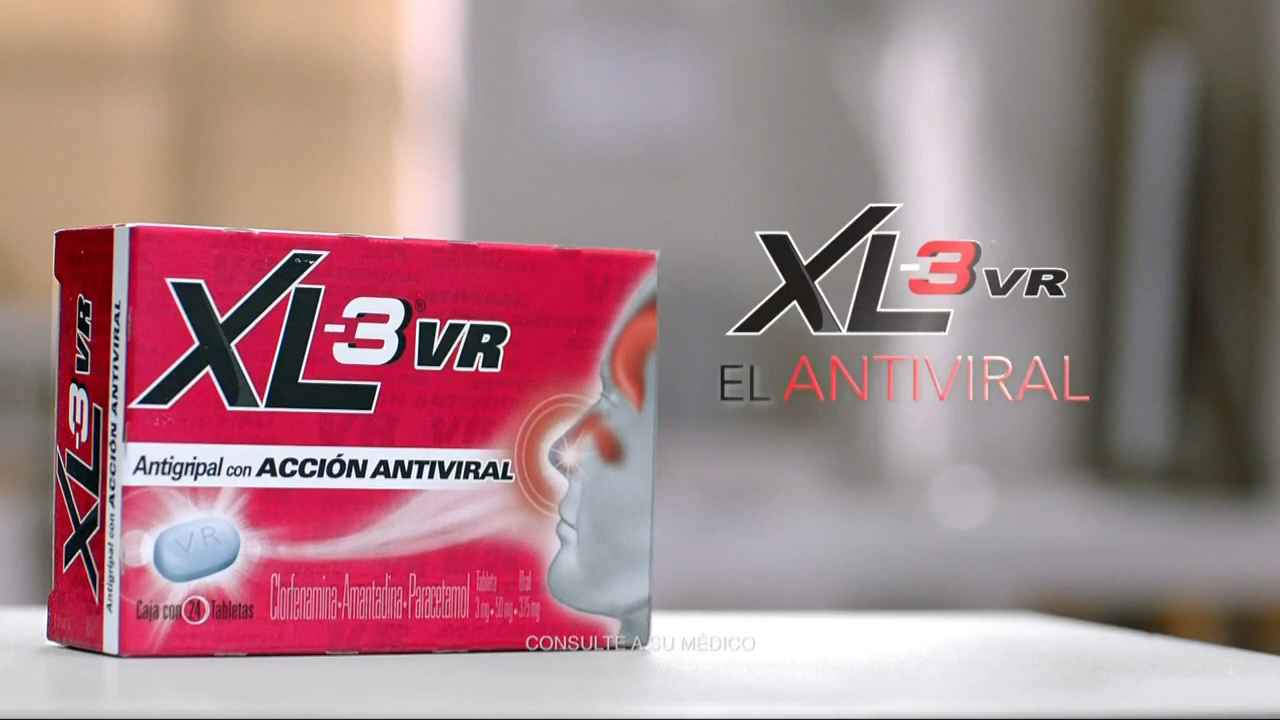 XL-3 VR
Antigripal con ACCIÓN ANTIVIRAL
XL-3® VR
Antigripal con ACCIÓN ANTIVIRAL
VR
Caja con 24 Tabletas
Clorfenamina•Amantadina•Paracetamol
Tableta Oral
3 mg • 50 mg • 325 mg
XL-3 VR
EL ANTIVIRAL
CONSULTE A SU MÉDICO